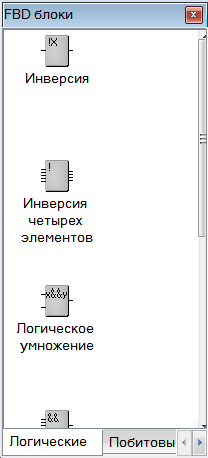 FBD блоки
!X
Инверсия
!
Инверсия
четырех
элементов
x&&y
Логическое
умножение
&&
Логические
Побитовы